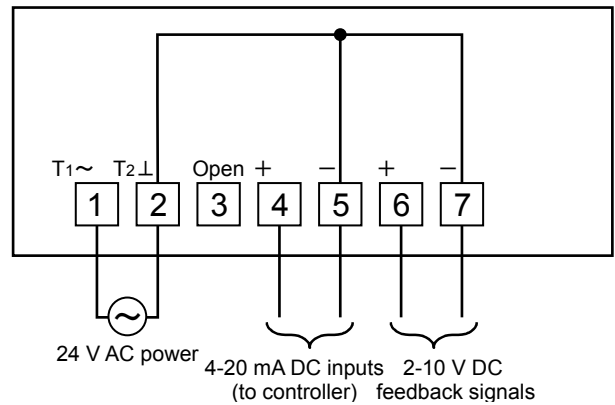 T1~ T2⊥ Open + − + −
1 2 3 4 5 6 7
~
24 V AC power
4-20 mA DC inputs
(to controller)
2-10 V DC
feedback signals